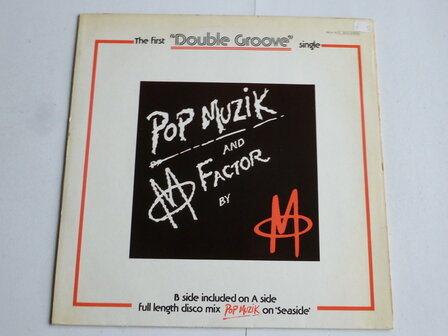 The first "Double Groove" single
POP MUZIK
AND
M FACTOR
BY
M
B side included on A side
full length disco mix POP MUZIK on 'Seaside'